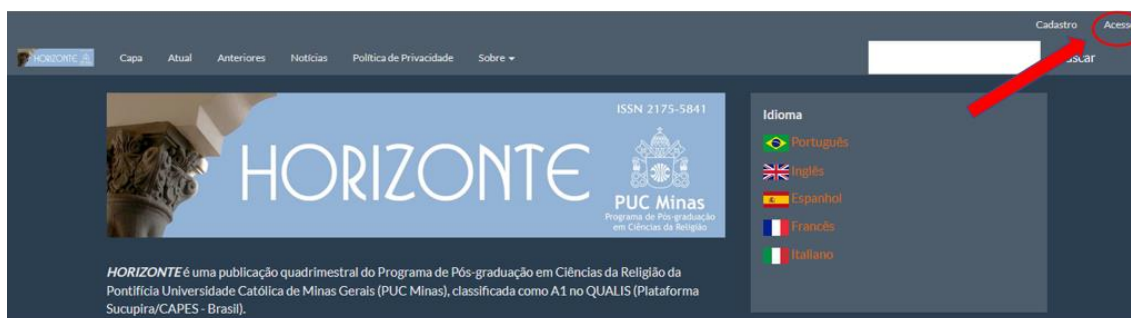 Cadastro Acesso
HORIZONTE Capa Atual Anteriores Notícias Política de Privacidade Sobre
ISSN 2175-5841
HORIZONTE
PUC Minas
Programa de Pós-graduação
em Ciências da Religião
Idioma
Português
Inglês
Espanhol
Francês
Italiano
HORIZONTE é uma publicação quadrimestral do Programa de Pós-graduação em Ciências da Religião da
Pontifícia Universidade Católica de Minas Gerais (PUC Minas), classificada como A1 no QUALIS (Plataforma
Sucupira/CAPES - Brasil).